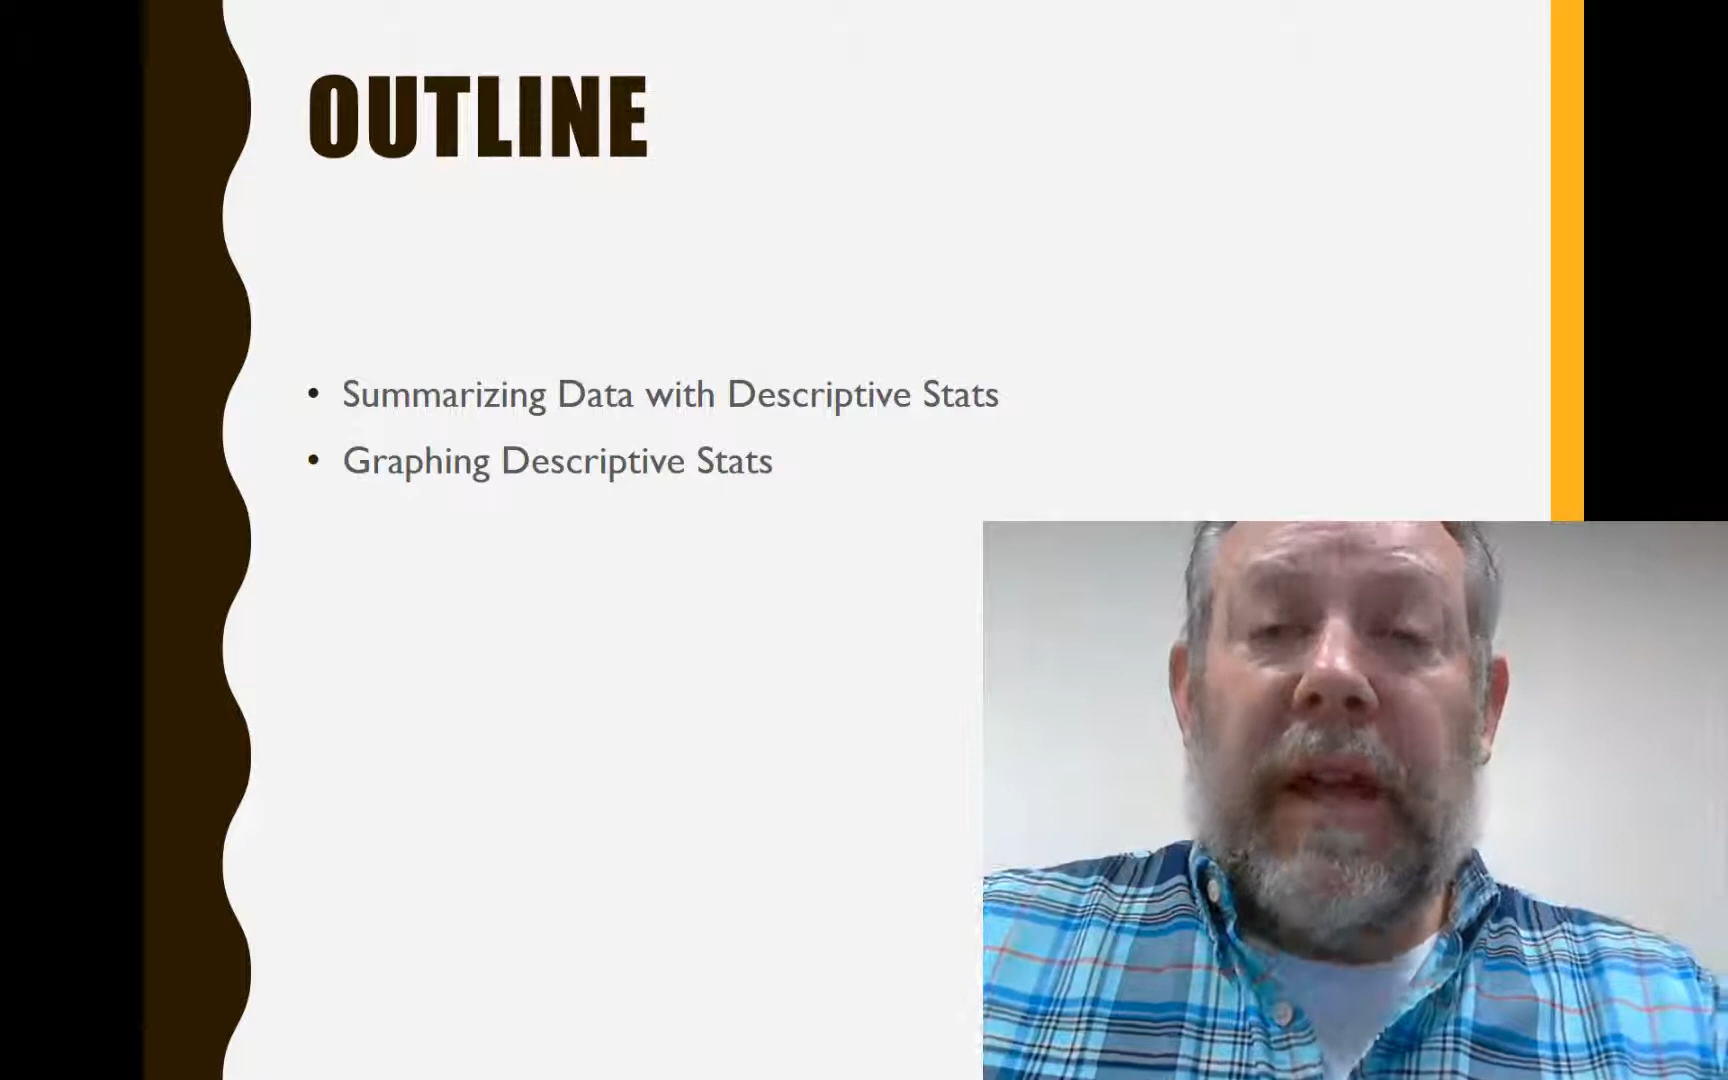 OUTLINE
• Summarizing Data with Descriptive Stats
• Graphing Descriptive Stats